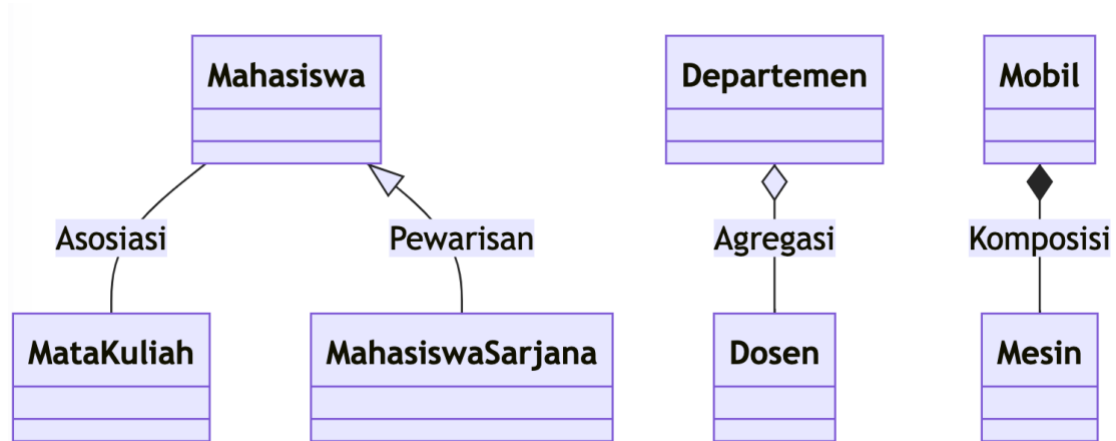 Mahasiswa
Departemen
Mobil
Asosiasi
Pewarisan
Agregasi
Komposisi
MataKuliah
MahasiswaSarjana
Dosen
Mesin